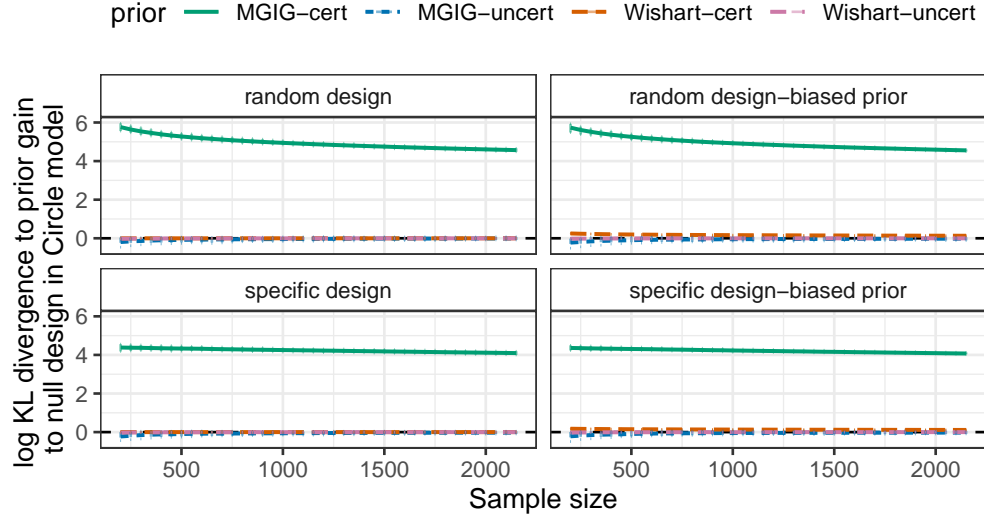 prior MGIG−cert MGIG−uncert Wishart−cert Wishart−uncert
log KL divergence to prior gain
to null design in Circle model
random design
random design−biased prior
6
4
2
0
specific design
specific design−biased prior
6
4
2
0
500 1000 1500 2000
500 1000 1500 2000
Sample size